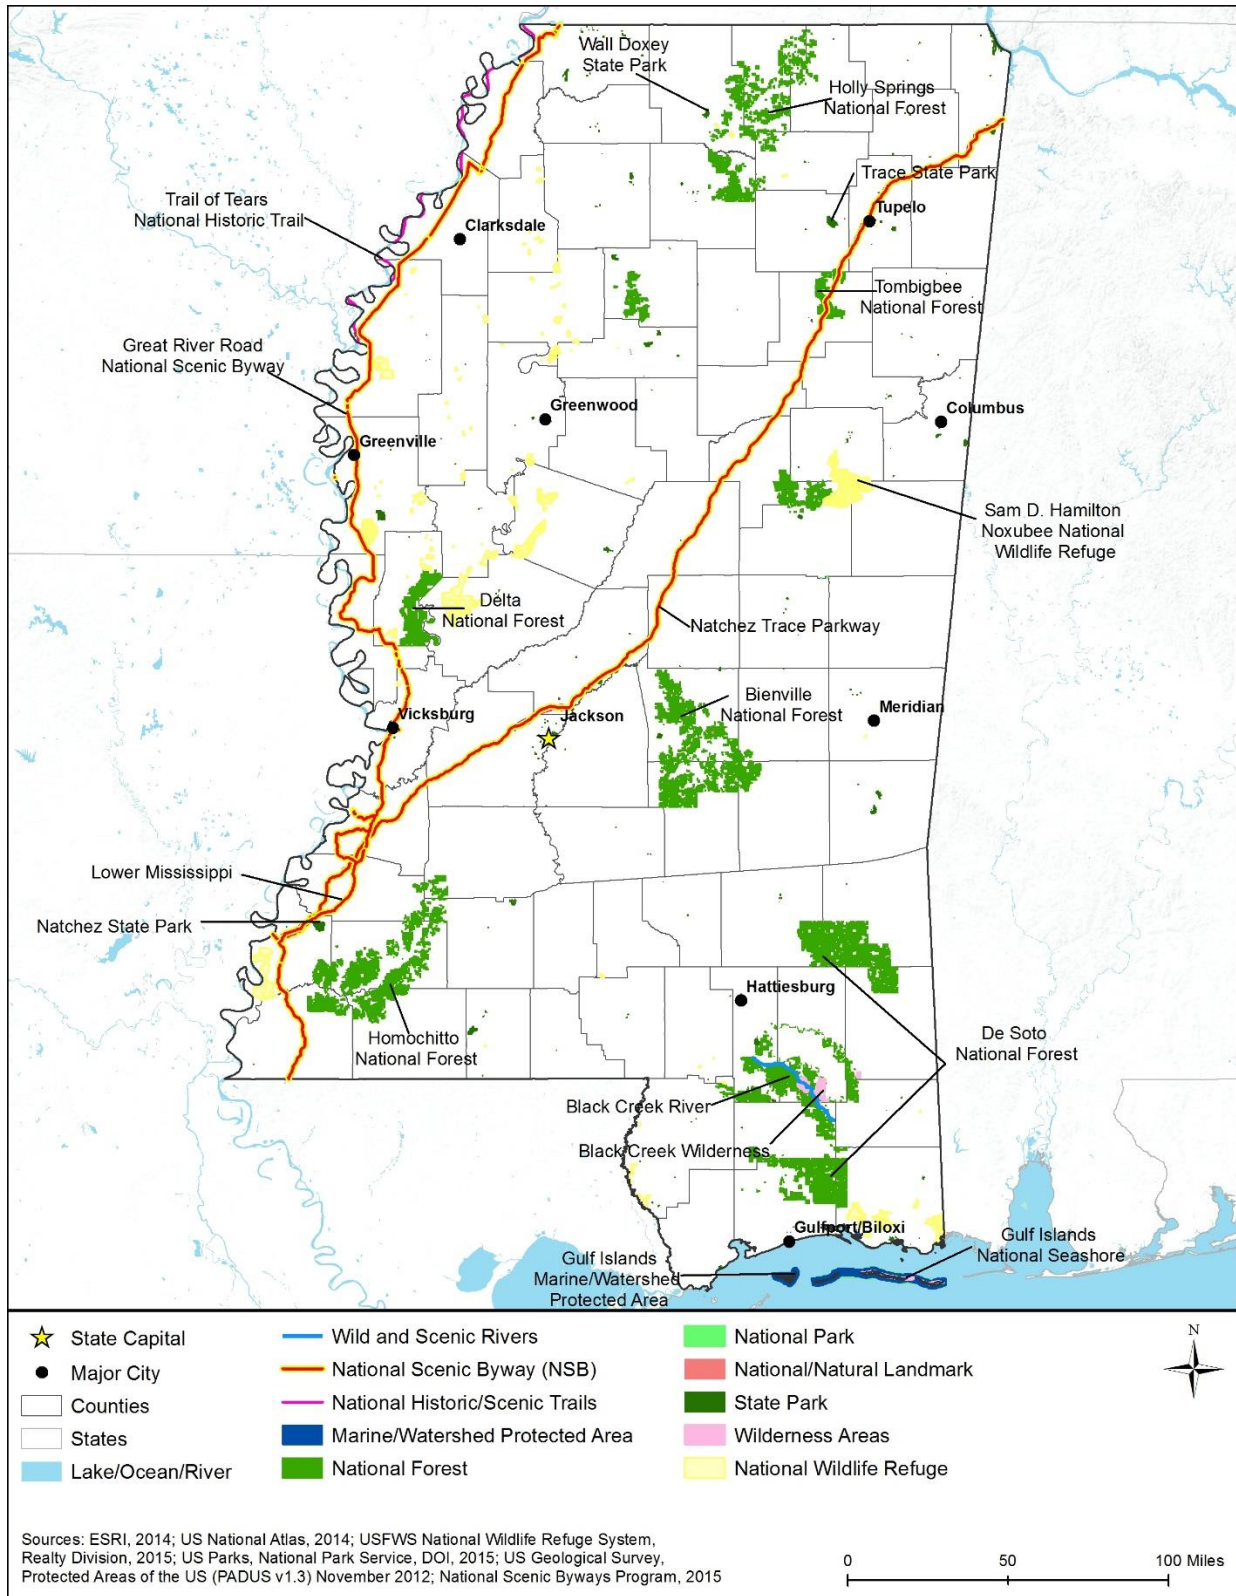 Wall Doxey
State Park
Holly Springs
National Forest
Trace State Park
Trail of Tears
National Historic Trail
Clarksdale
Tupelo
Tombigbee
National Forest
Great River Road
National Scenic Byway
Greenwood
Columbus
Greenville
Sam D. Hamilton
Noxubee National
Wildlife Refuge
Delta
National Forest
Natchez Trace Parkway
Bienville
National Forest
Vicksburg
Jackson
Meridian
Lower Mississippi
Natchez State Park
Hattiesburg
Homochitto
National Forest
De Soto
National Forest
Black Creek River
Black Creek Wilderness
Gulfport/Biloxi
Gulf Islands
National Seashore
Gulf Islands
Marine/Watershed
Protected Area
State Capital
Major City
Counties
States
Lake/Ocean/River
Wild and Scenic Rivers
National Scenic Byway (NSB)
National Historic/Scenic Trails
Marine/Watershed Protected Area
National Forest
National Park
National/Natural Landmark
State Park
Wilderness Areas
National Wildlife Refuge
N
Sources: ESRI, 2014; US National Atlas, 2014; USFWS National Wildlife Refuge System,
Realty Division, 2015; US Parks, National Park Service, DOI, 2015; US Geological Survey,
Protected Areas of the US (PADUS v1.3) November 2012; National Scenic Byways Program, 2015
0 50 100 Miles